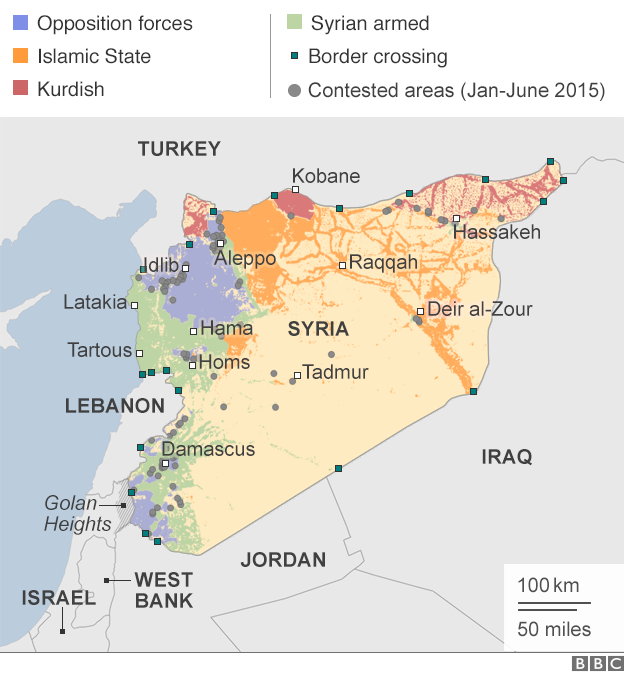 Opposition forces
Islamic State
Kurdish
Syrian armed
Border crossing
Contested areas (Jan-June 2015)
TURKEY
Kobane
Hassakeh
Aleppo
Idlib
Raqqah
Latakia
Deir al-Zour
Hama
SYRIA
Tartous
Homs
Tadmur
LEBANON
Damascus
IRAQ
Golan
Heights
JORDAN
WEST
BANK
ISRAEL
100 km
50 miles
BBC